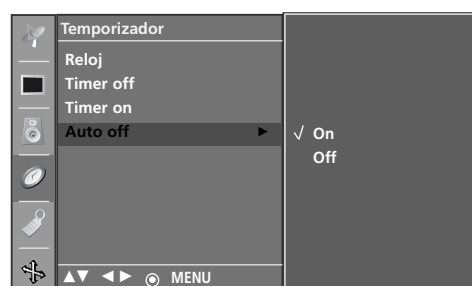 Temporizador
Reloj
Timer off
Timer on
Auto off ►
√ On
Off
▲▼ ◄► ◉ MENU